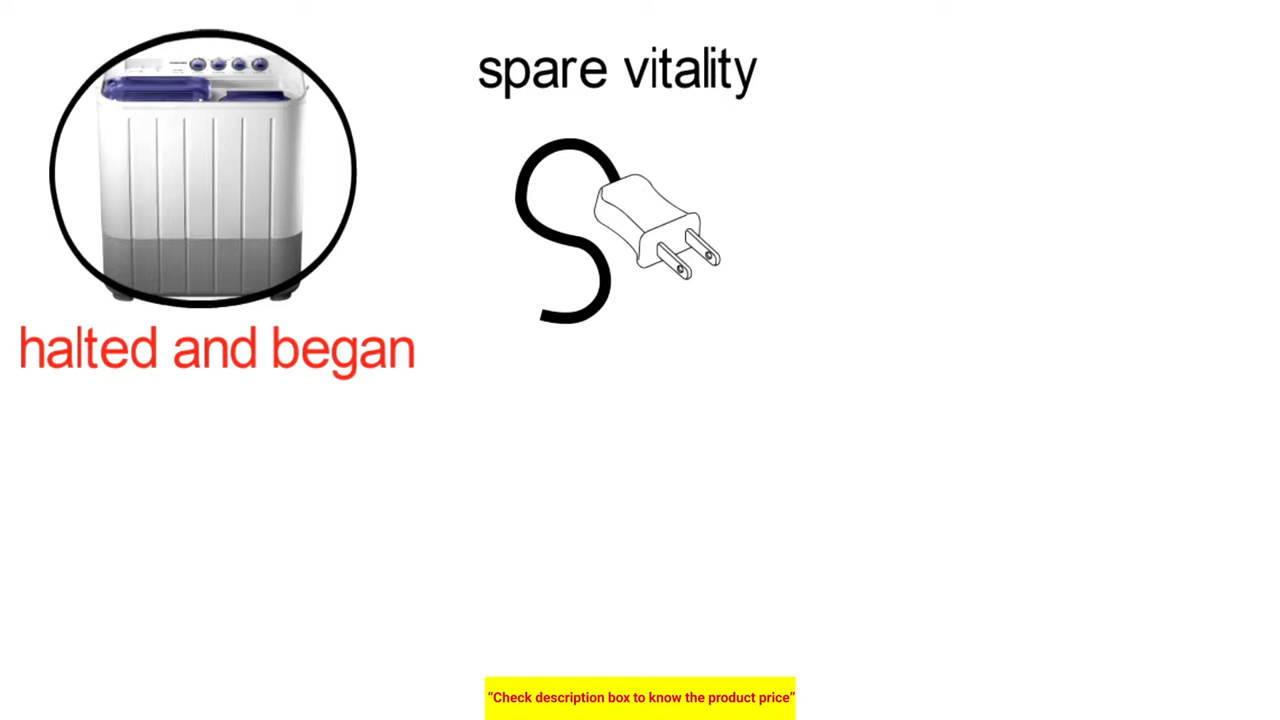 spare vitality
halted and began
“Check description box to know the product price”